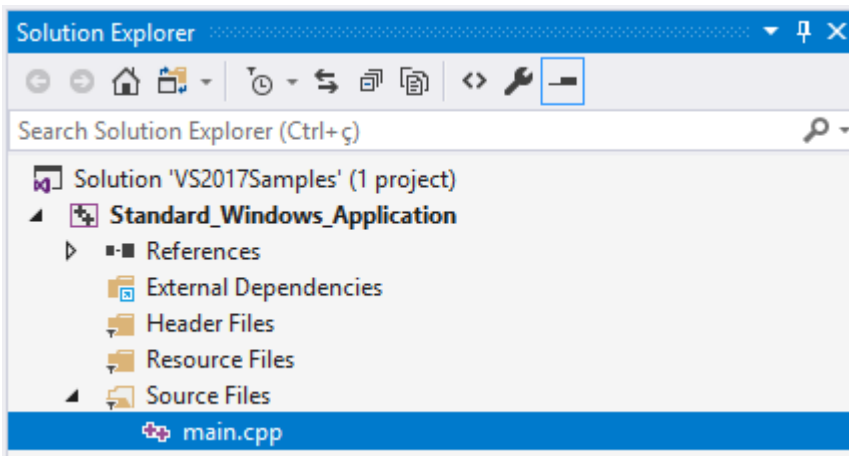 Solution Explorer
Search Solution Explorer (Ctrl+ç)
Solution 'VS2017Samples' (1 project)
Standard_Windows_Application
References
External Dependencies
Header Files
Resource Files
Source Files
main.cpp